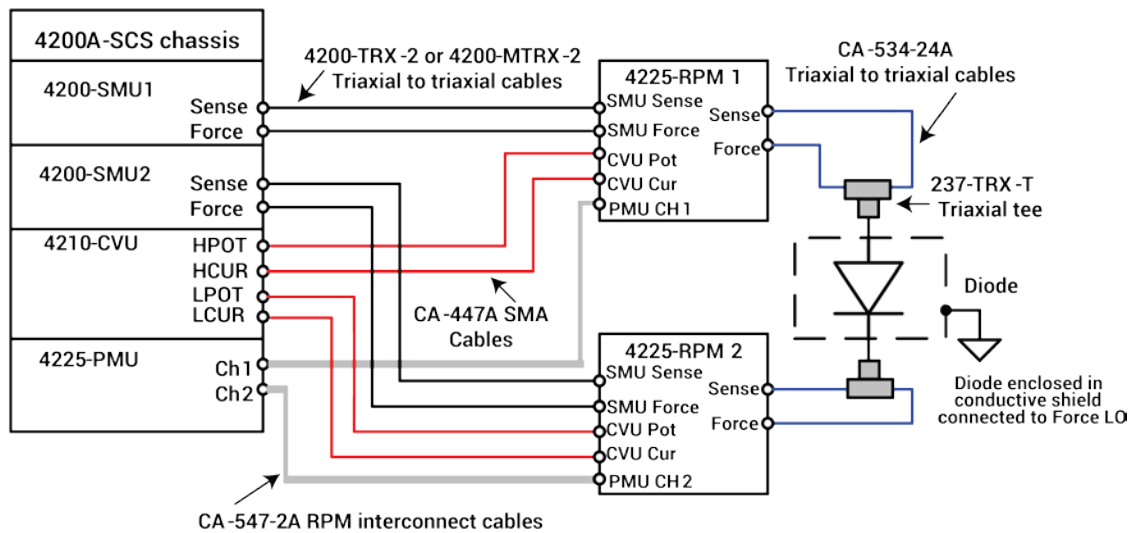 4200A-SCS chassis
4200-SMU1
Sense
Force
4200-SMU2
Sense
Force
4210-CVU
HPOT
HCUR
LPOT
LCUR
4225-PMU
Ch1
Ch2
4200-TRX-2 or 4200-MTRX-2
Triaxial to triaxial cables
CA-447A SMA
Cables
CA-547-2A RPM interconnect cables
4225-RPM 1
SMU Sense
SMU Force
CVU Pot
CVU Cur
PMU CH1
Sense
Force
4225-RPM 2
SMU Sense
SMU Force
CVU Pot
CVU Cur
PMU CH2
Sense
Force
CA-534-24A
Triaxial to triaxial cables
237-TRX-T
Triaxial tee
Diode
Diode enclosed in
conductive shield
connected to Force LO